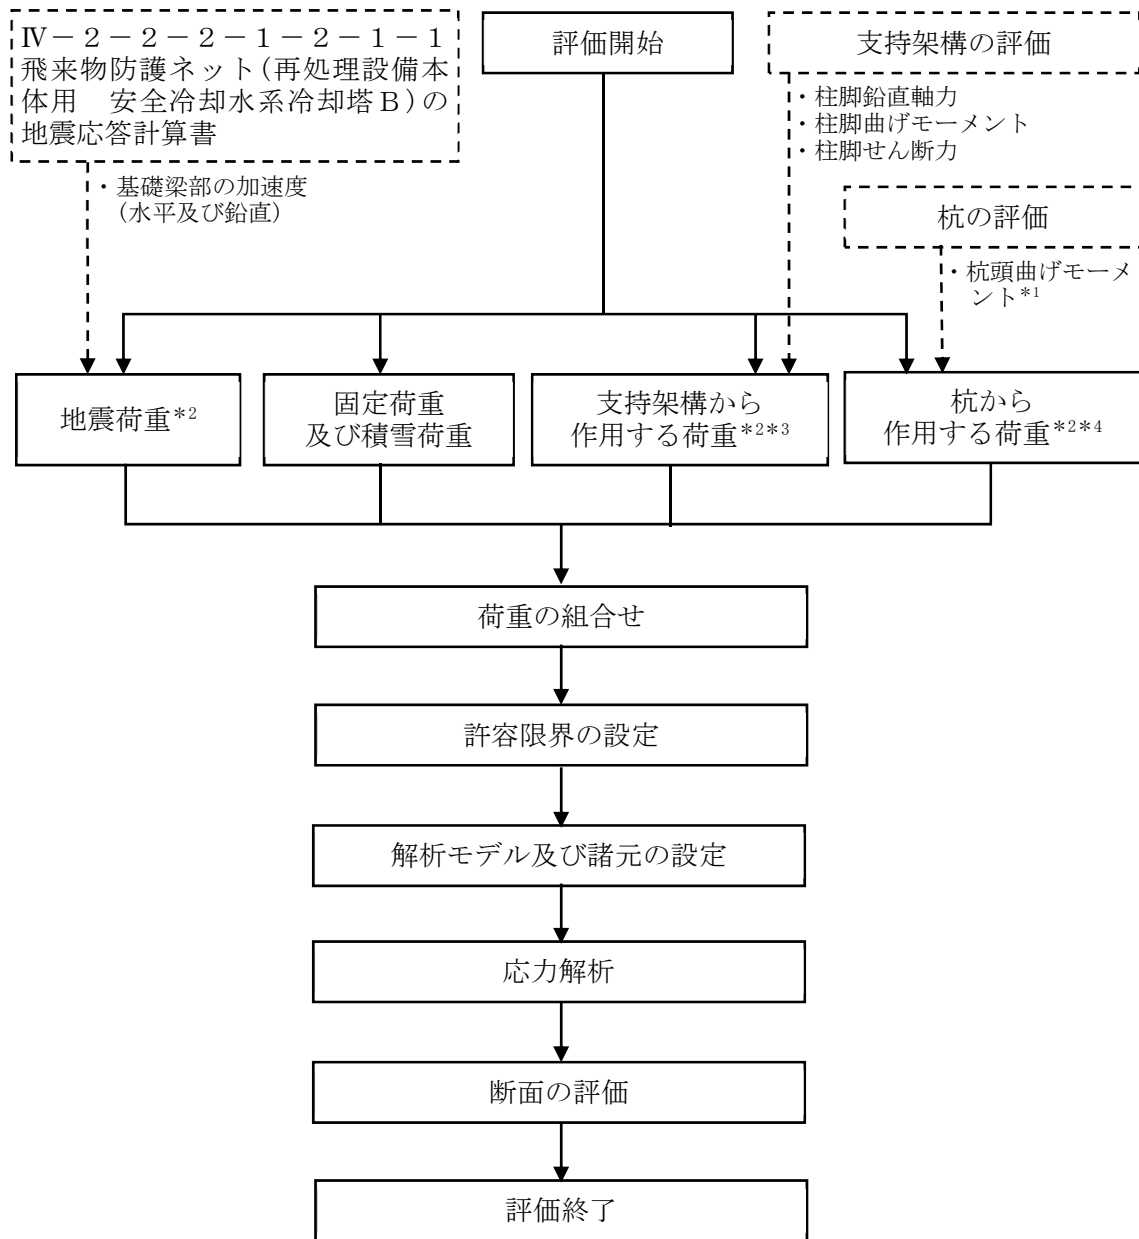 Ⅳ－２－２－２－１－２－１－１
飛来物防護ネット(再処理設備本
体用　安全冷却水系冷却塔Ｂ)の
地震応答計算書
評価開始
支持架構の評価
・柱脚鉛直軸力
・柱脚曲げモーメント
・柱脚せん断力
・基礎梁部の加速度
(水平及び鉛直)
杭の評価
・杭頭曲げモーメ
ント*1
地震荷重*2
固定荷重
及び積雪荷重
支持架構から
作用する荷重*2*3
杭から
作用する荷重*2*4
荷重の組合せ
許容限界の設定
解析モデル及び諸元の設定
応力解析
断面の評価
評価終了